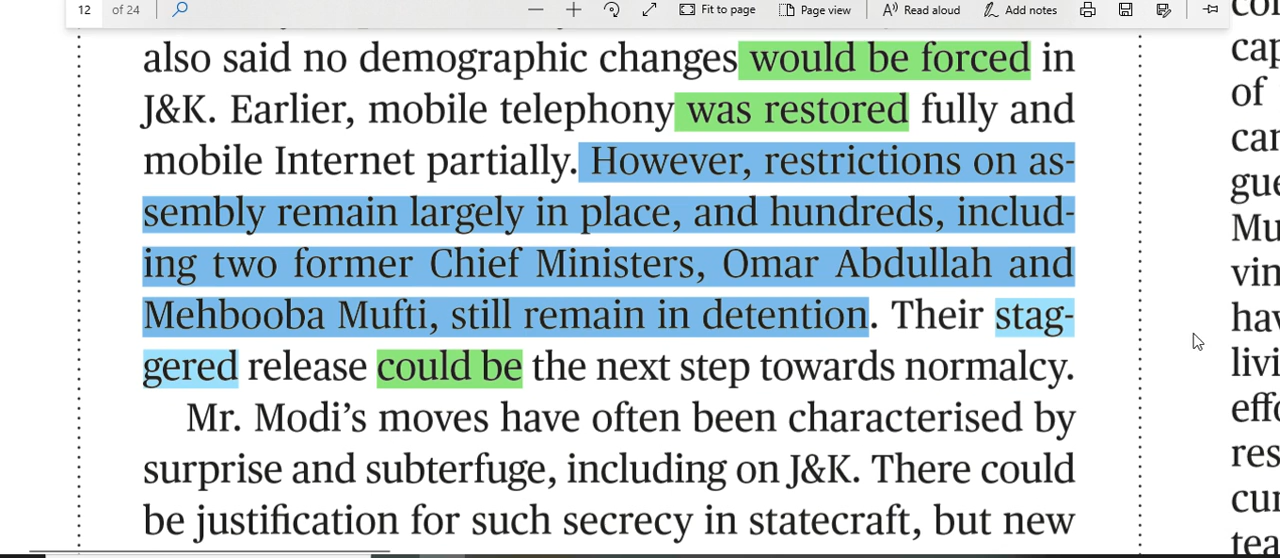 12 of 24 Fit to page Page view Read aloud Add notes
also said no demographic changes would be forced in
J&K. Earlier, mobile telephony was restored fully and
mobile Internet partially. However, restrictions on as-
sembly remain largely in place, and hundreds, includ-
ing two former Chief Ministers, Omar Abdullah and
Mehbooba Mufti, still remain in detention. Their stag-
gered release could be the next step towards normalcy.
Mr. Modi’s moves have often been characterised by
surprise and subterfuge, including on J&K. There could
be justification for such secrecy in statecraft, but new
of